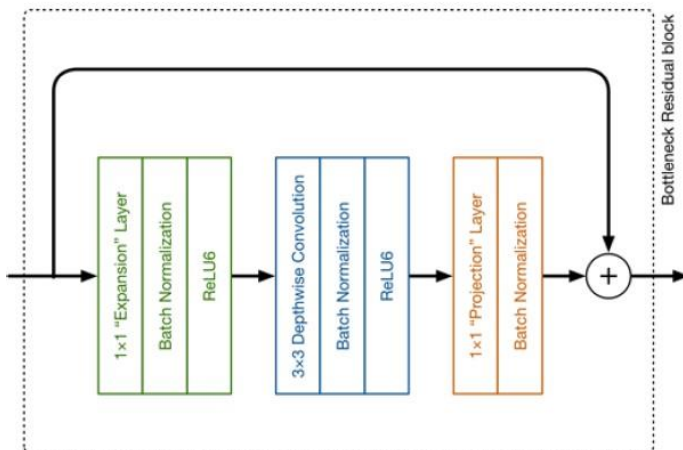 Bottleneck Residual block
1×1 “Expansion” Layer
Batch Normalization
ReLU6
3×3 Depthwise Convolution
Batch Normalization
ReLU6
1×1 “Projection” Layer
Batch Normalization
+